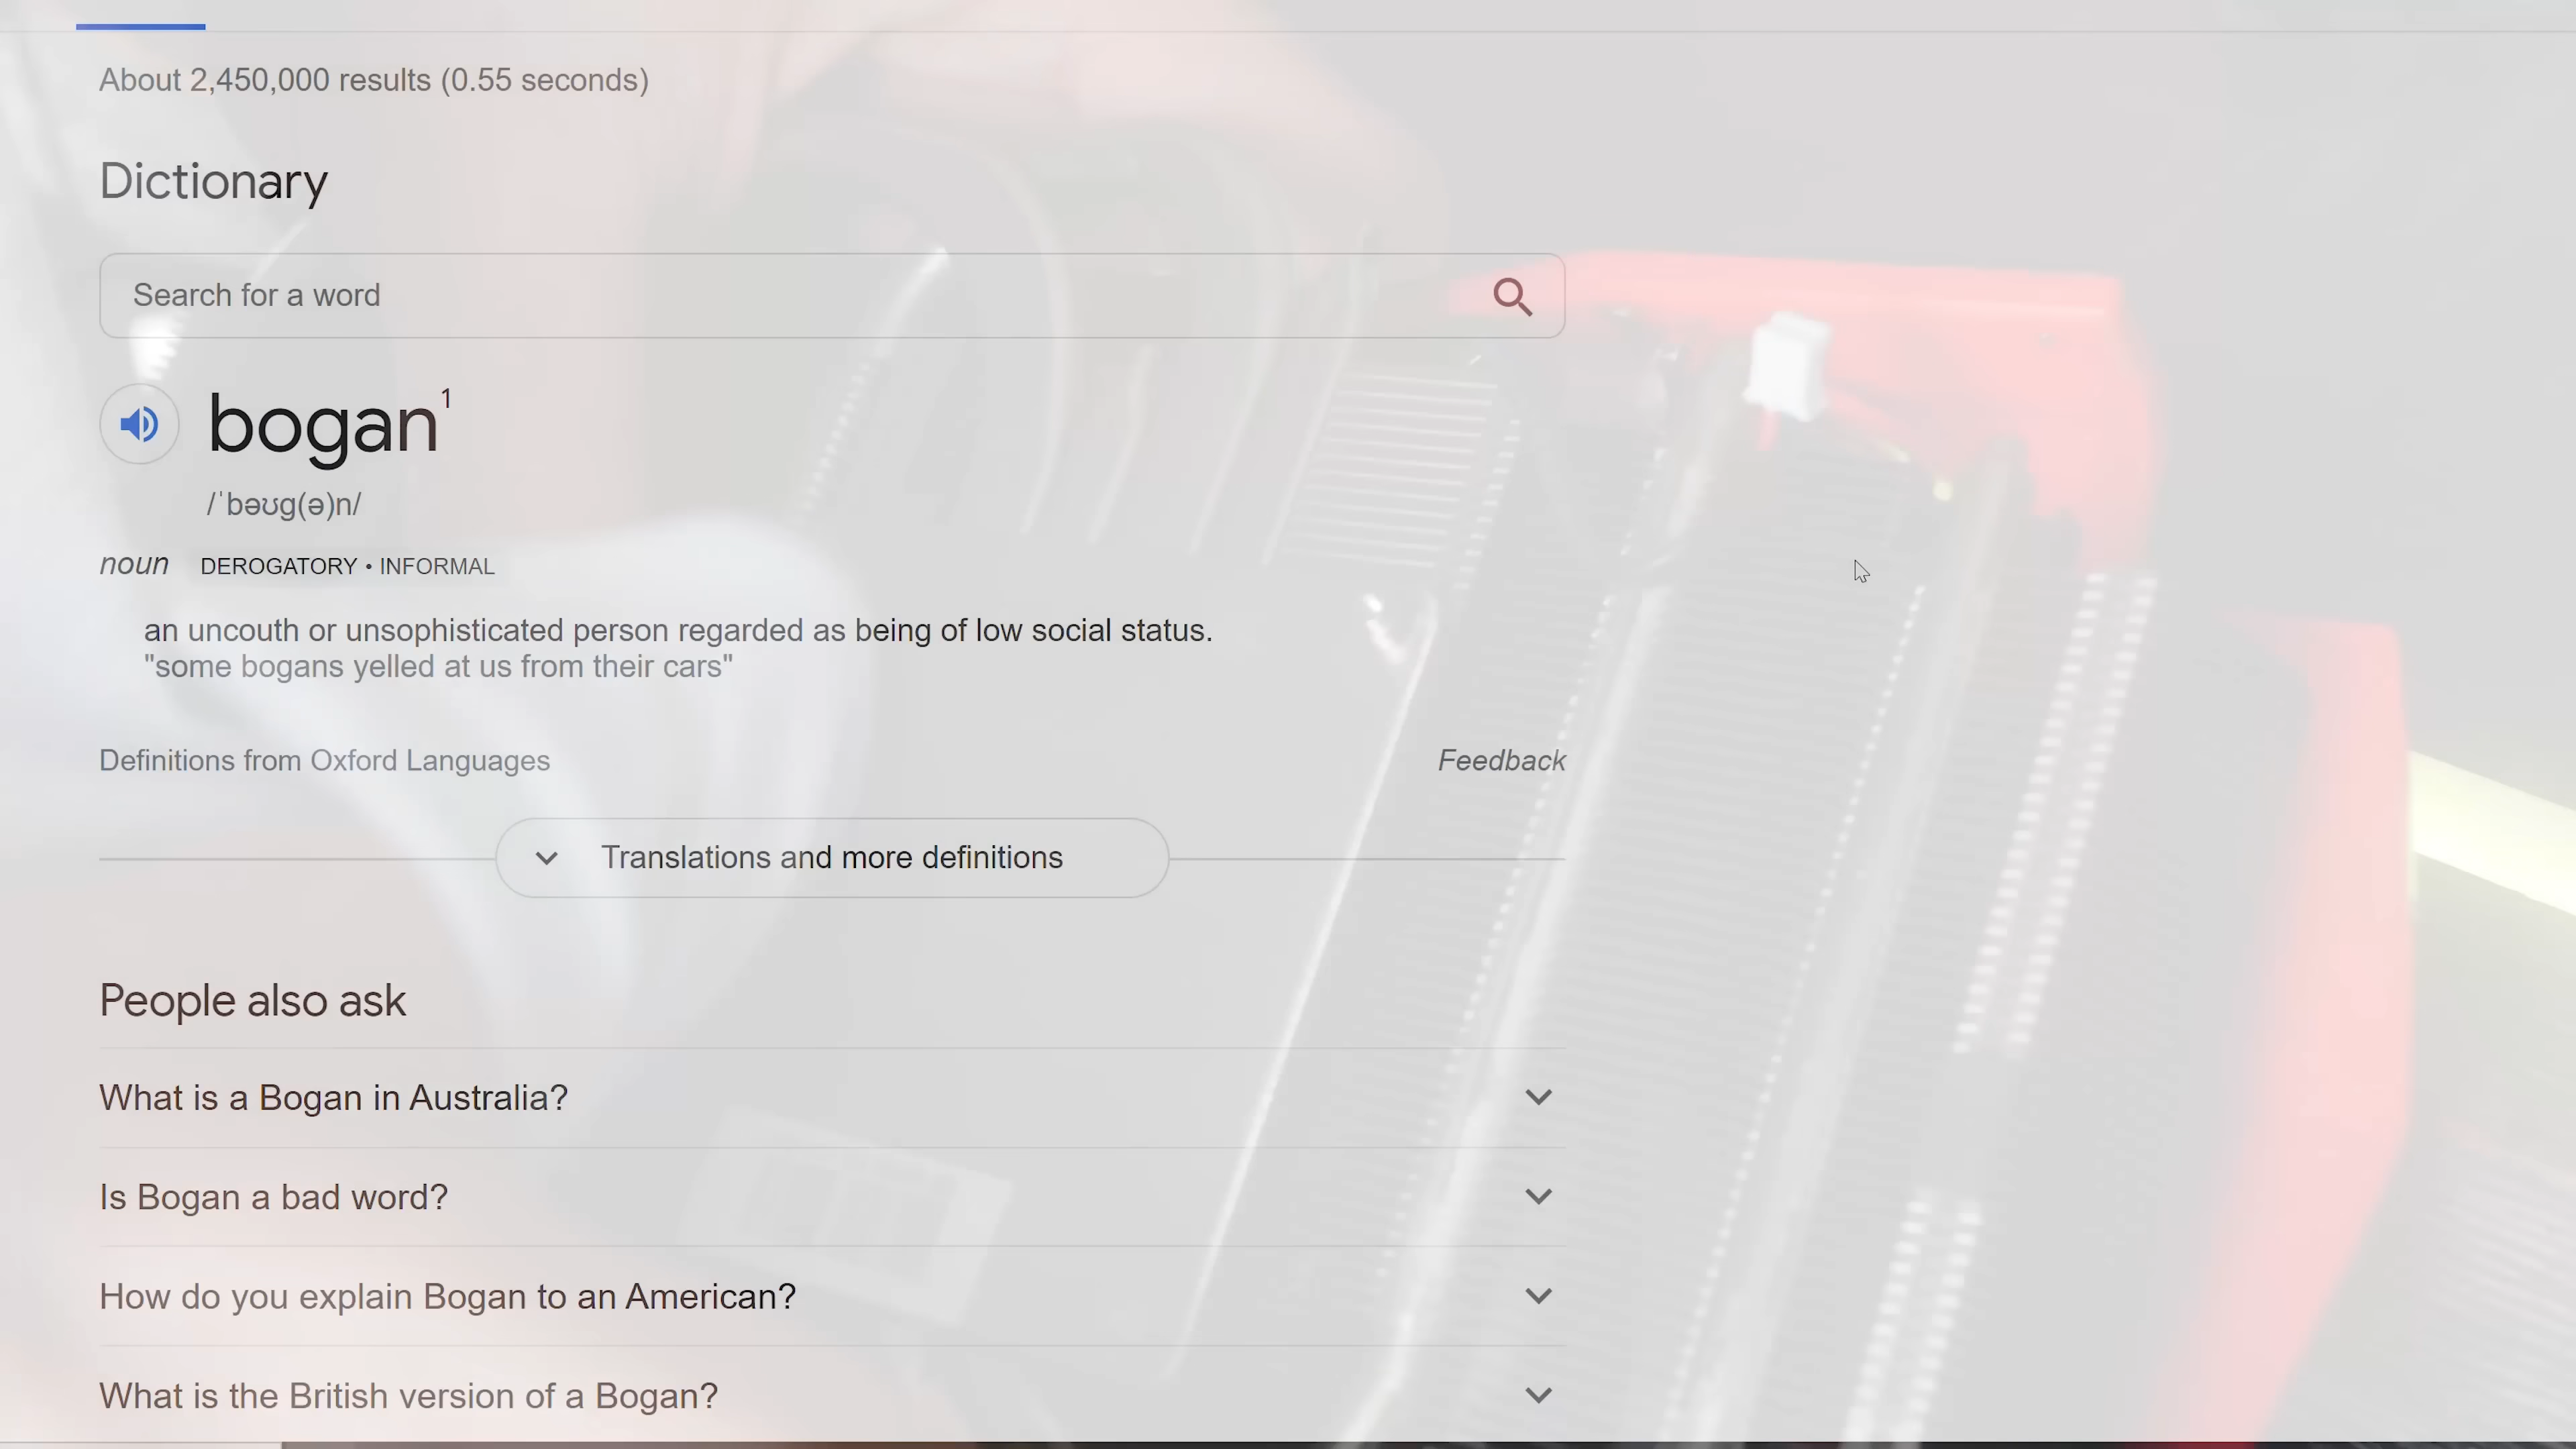 About 2,450,000 results (0.55 seconds)
Dictionary
Search for a word
bogan¹
/ˈbəʊɡ(ə)n/
noun DEROGATORY • INFORMAL
an uncouth or unsophisticated person regarded as being of low social status.
"some bogans yelled at us from their cars"
Definitions from Oxford Languages Feedback
Translations and more definitions
People also ask
What is a Bogan in Australia?
Is Bogan a bad word?
How do you explain Bogan to an American?
What is the British version of a Bogan?